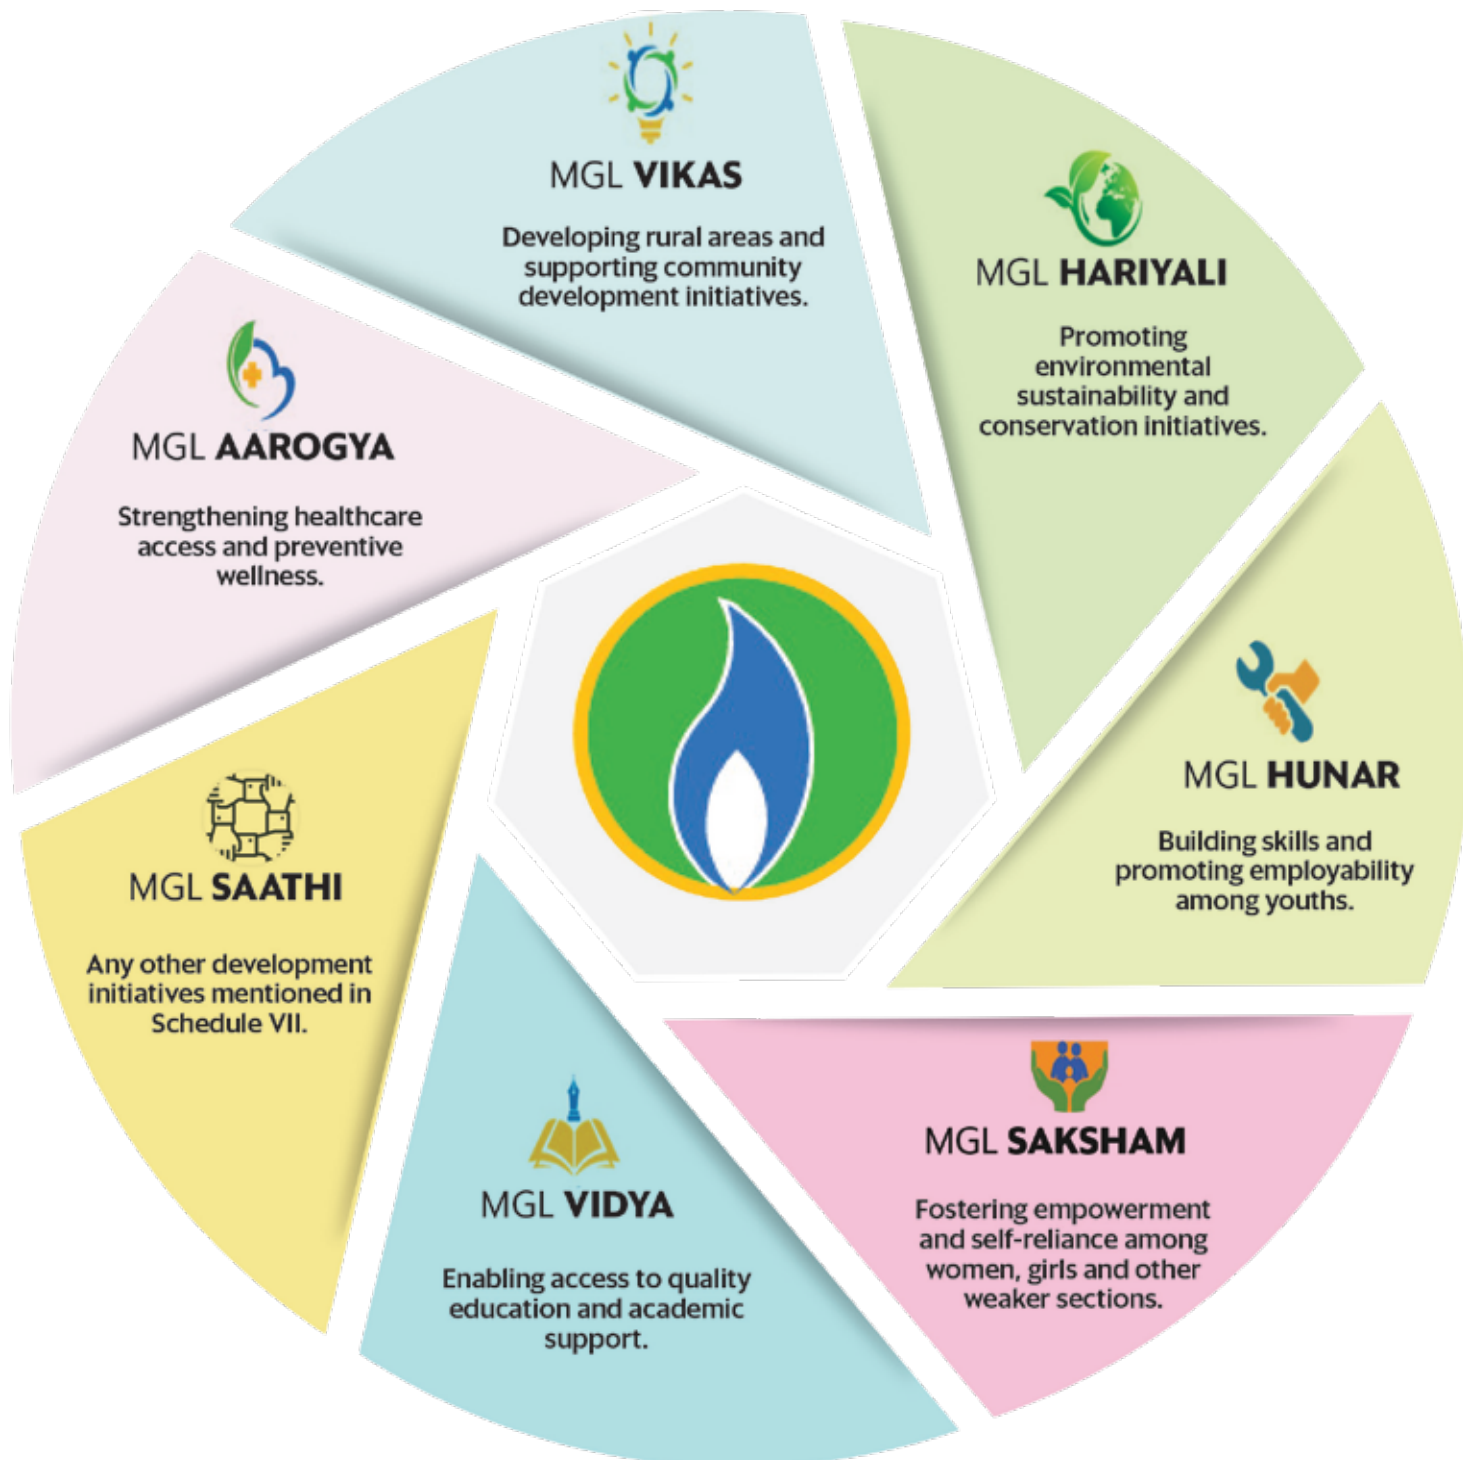 MGL VIKAS
Developing rural areas and
supporting community
development initiatives.
MGL HARIYALI
Promoting
environmental
sustainability and
conservation initiatives.
MGL HUNAR
Building skills and
promoting employability
among youths.
MGL SAKSHAM
Fostering empowerment
and self-reliance among
women, girls and other
weaker sections.
MGL VIDYA
Enabling access to quality
education and academic
support.
MGL SAATHI
Any other development
initiatives mentioned in
Schedule VII.
MGL AAROGYA
Strengthening healthcare
access and preventive
wellness.